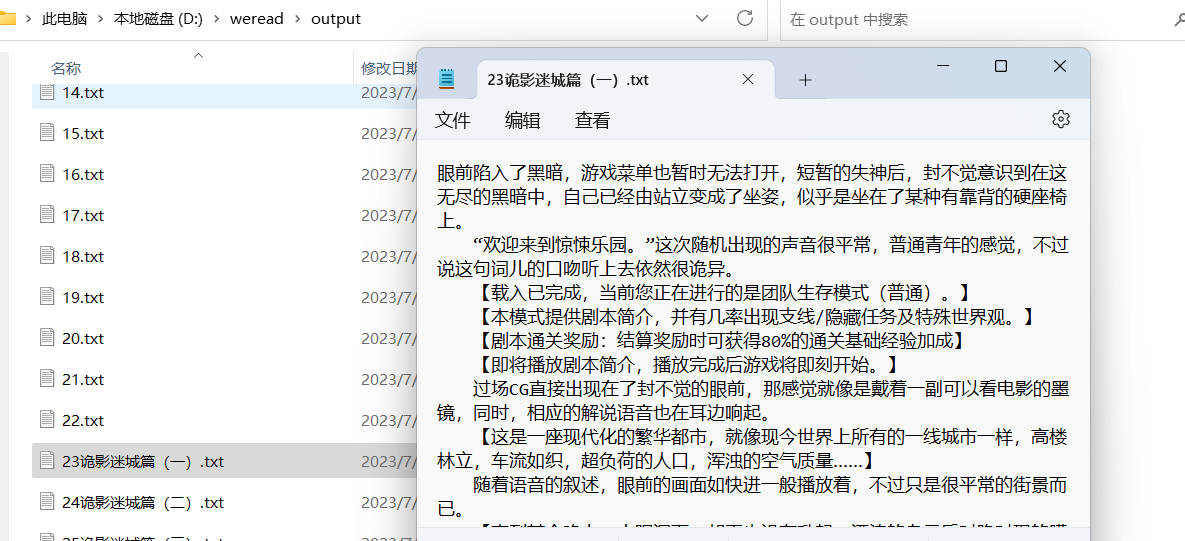 此电脑 > 本地磁盘 (D:) > weread > output
在 output 中搜索
名称
修改日期
14.txt
2023/7/
15.txt
2023/7/
16.txt
2023/7/
17.txt
2023/7/
18.txt
2023/7/
19.txt
2023/7/
20.txt
2023/7/
21.txt
2023/7/
22.txt
2023/7/
23诡影迷城篇（一）.txt
2023/7/
24诡影迷城篇（二）.txt
2023/7/
23诡影迷城篇（一）.txt
文件 编辑 查看
眼前陷入了黑暗，游戏菜单也暂时无法打开，短暂的失神后，封不觉意识到在这
无尽的黑暗中，自己已经由站立变成了坐姿，似乎是坐在了某种有靠背的硬座椅
上。
“欢迎来到惊悚乐园。”这次随机出现的声音很平常，普通青年的感觉，不过
说这句词儿的口吻听上去依然很诡异。
【载入已完成，当前您正在进行的是团队生存模式（普通）。】
【本模式提供剧本简介，并有几率出现支线/隐藏任务及特殊世界观。】
【剧本通关奖励：结算奖励时可获得80%的通关基础经验加成】
【即将播放剧本简介，播放完成后游戏将即刻开始。】
过场CG直接出现在了封不觉的眼前，那感觉就像是戴着一副可以看电影的墨
镜，同时，相应的解说语音也在耳边响起。
【这是一座现代化的繁华都市，就像现今世界上所有的一线城市一样，高楼
林立，车流如织，超负荷的人口，浑浊的空气质量……】
随着语音的叙述，眼前的画面如快进一般播放着，不过只是很平常的街景而
已。